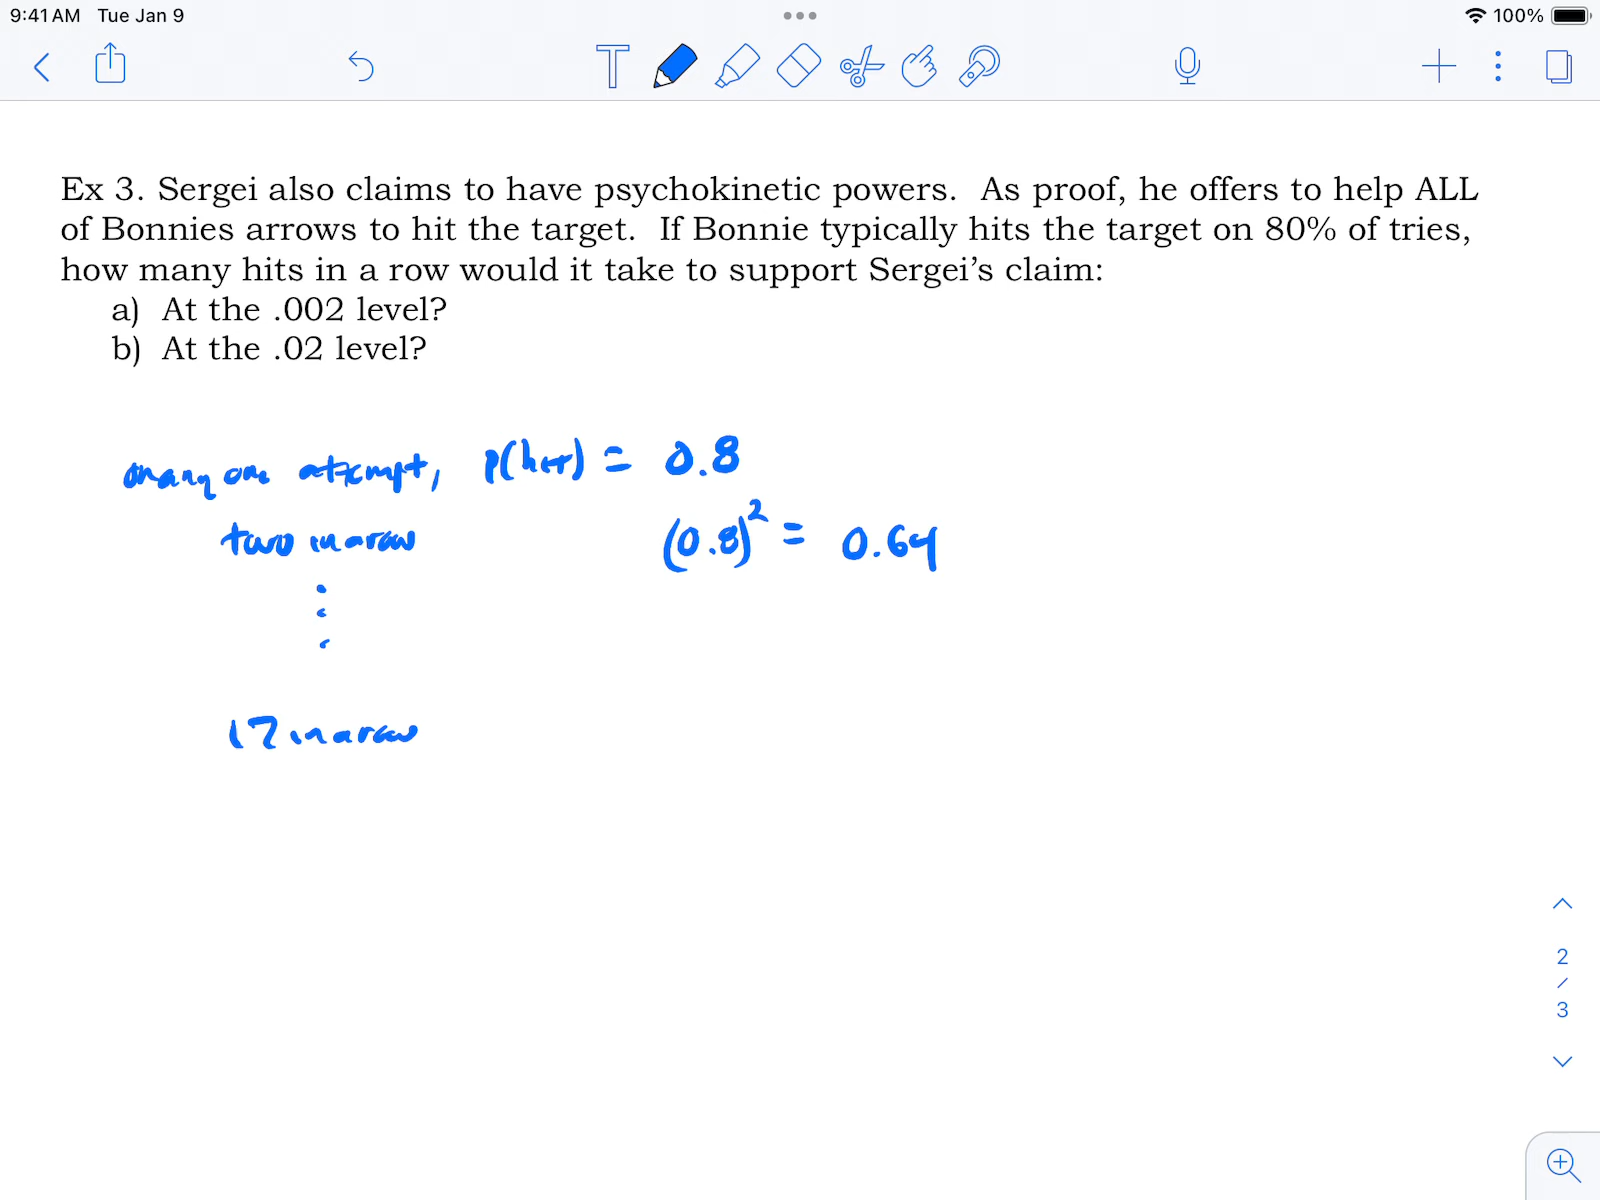 9:41 AM Tue Jan 9
100%
Ex 3. Sergei also claims to have psychokinetic powers. As proof, he offers to help ALL
of Bonnies arrows to hit the target. If Bonnie typically hits the target on 80% of tries,
how many hits in a row would it take to support Sergei's claim:
a) At the .002 level?
b) At the .02 level?
on any one attempt, P(hit) = 0.8
two in a row (0.8)² = 0.64
⋮
17 in a row
2
/
3